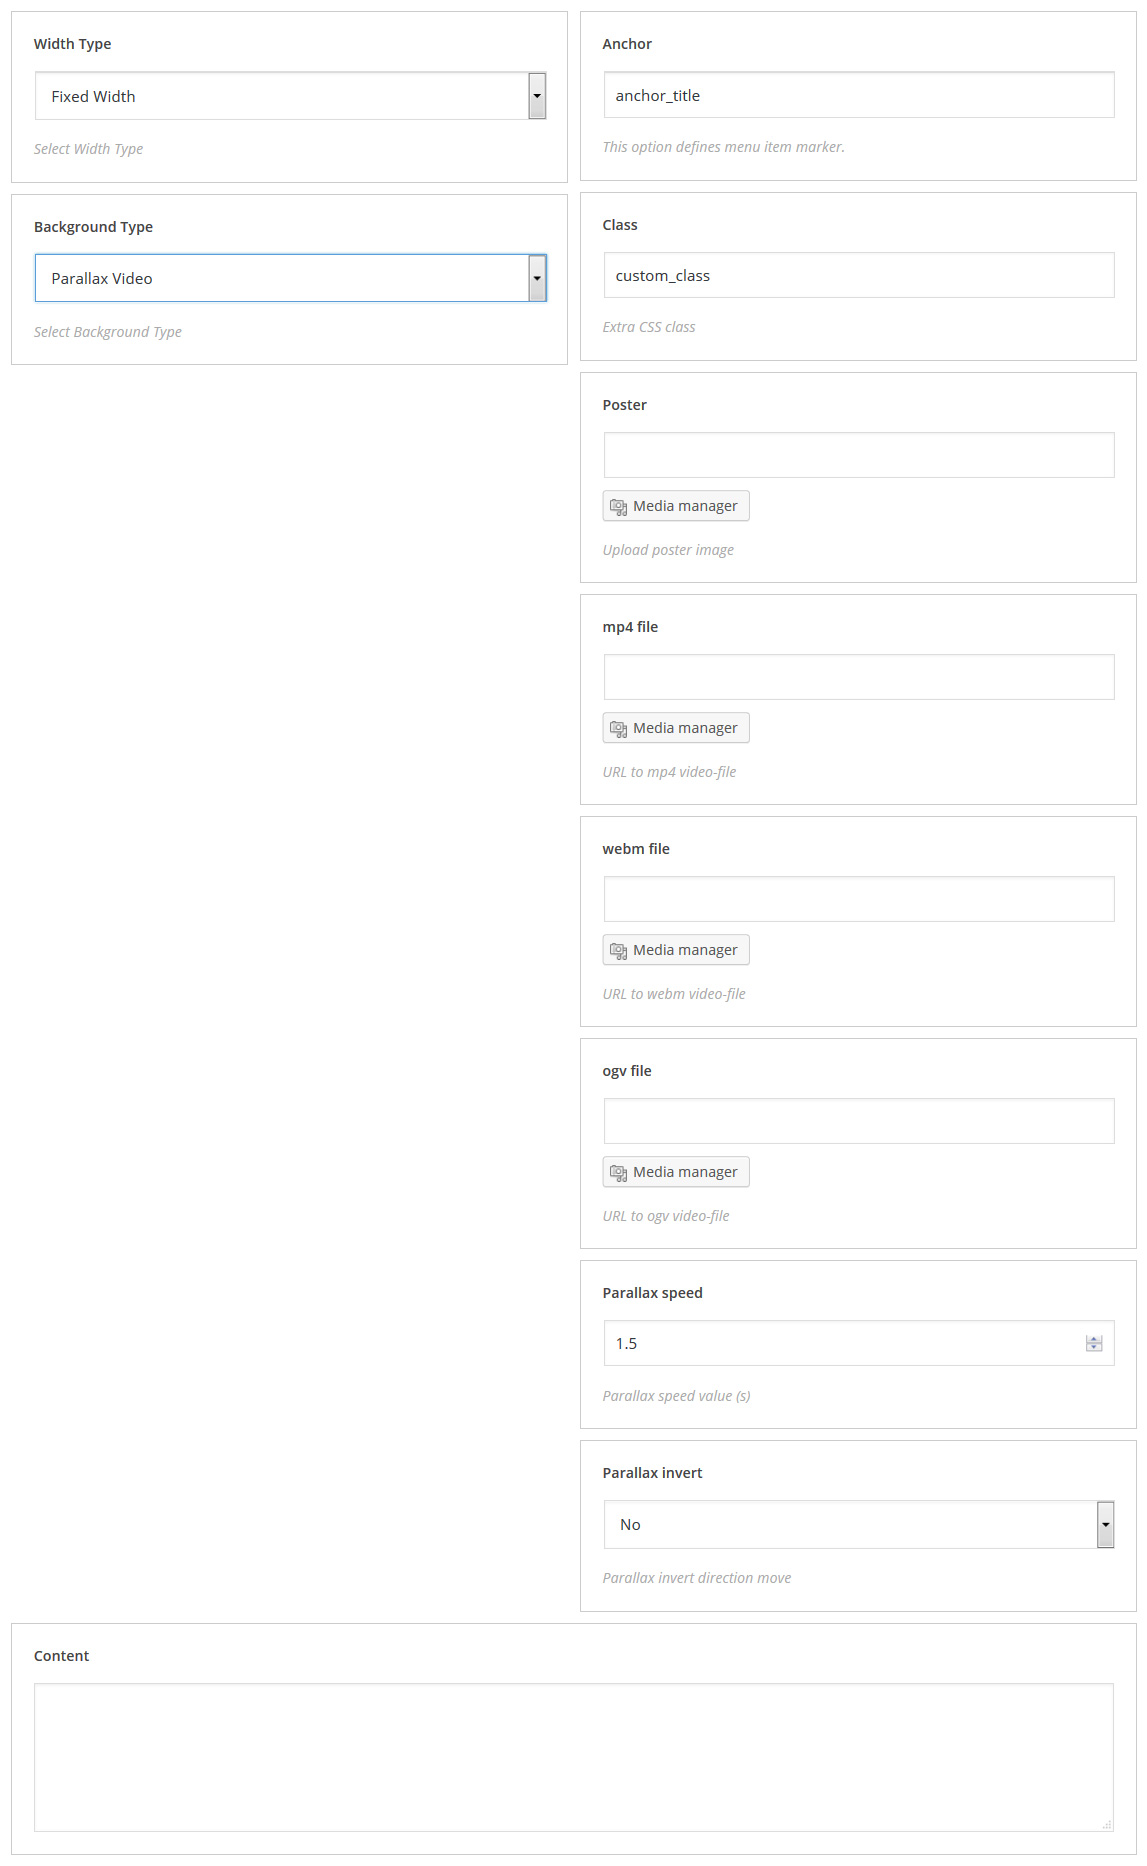 Width Type
Fixed Width
Select Width Type
Background Type
Parallax Video
Select Background Type
Anchor
anchor_title
This option defines menu item marker.
Class
custom_class
Extra CSS class
Poster
Media manager
Upload poster image
mp4 file
Media manager
URL to mp4 video-file
webm file
Media manager
URL to webm video-file
ogv file
Media manager
URL to ogv video-file
Parallax speed
1.5
Parallax speed value (s)
Parallax invert
No
Parallax invert direction move
Content